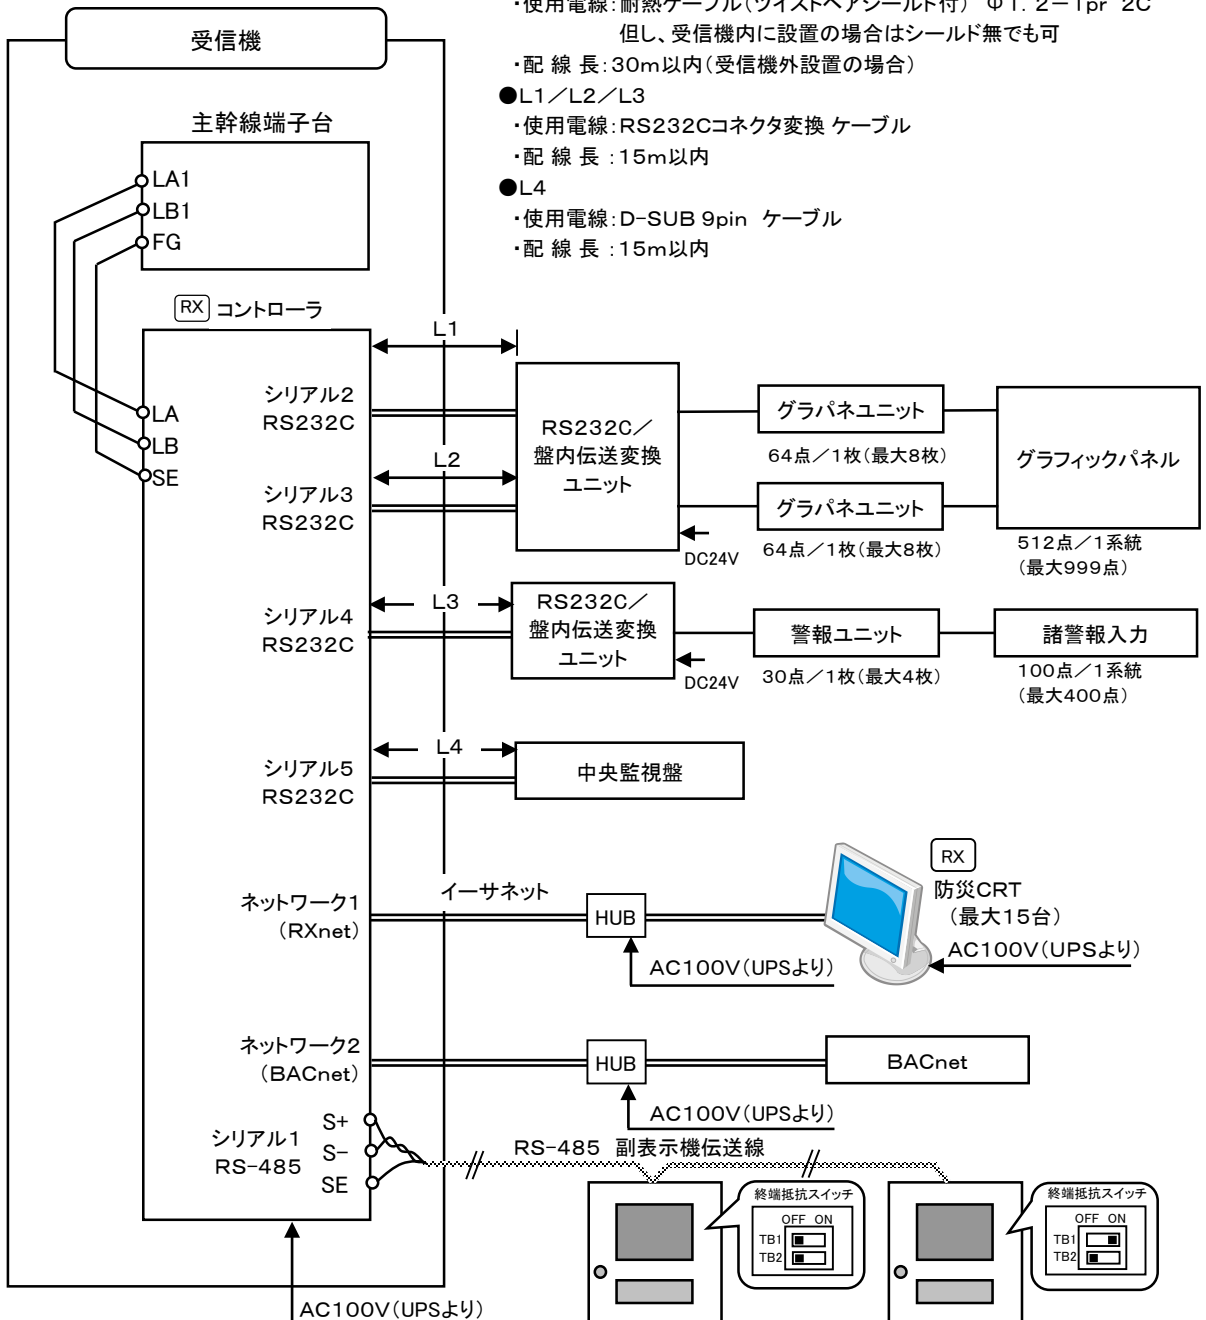 ・使用電線：耐熱ケーブル（ツイストペアシールド付） Φ1．2－1pr 2C
但し、受信機内に設置の場合はシールド無でも可
・配 線 長：30m以内（受信機外設置の場合）
●L1／L2／L3
・使用電線：RS232Cコネクタ変換 ケーブル
・配 線 長 ：15m以内
●L4
・使用電線：D-SUB 9pin ケーブル
・配 線 長 ：15m以内
受信機
主幹線端子台
LA1
LB1
FG
RX コントローラ
LA
LB
SE
L1
シリアル2
RS232C
L2
シリアル3
RS232C
RS232C／
盤内伝送変換
ユニット
DC24V
グラパネユニット
64点／1枚（最大8枚）
グラパネユニット
64点／1枚（最大8枚）
グラフィックパネル
512点／1系統
（最大999点）
L3
シリアル4
RS232C
RS232C／
盤内伝送変換
ユニット
DC24V
警報ユニット
30点／1枚（最大4枚）
諸警報入力
100点／1系統
（最大400点）
L4
シリアル5
RS232C
中央監視盤
ネットワーク1
（RXnet）
イーサネット
HUB
AC100V（UPSより）
RX
防災CRT
（最大15台）
AC100V（UPSより）
ネットワーク2
（BACnet）
HUB
AC100V（UPSより）
BACnet
シリアル1
RS-485
S+
S−
SE
RS-485 副表示機伝送線
終端抵抗スイッチ
OFF ON
TB1
TB2
終端抵抗スイッチ
OFF ON
TB1
TB2
AC100V（UPSより）